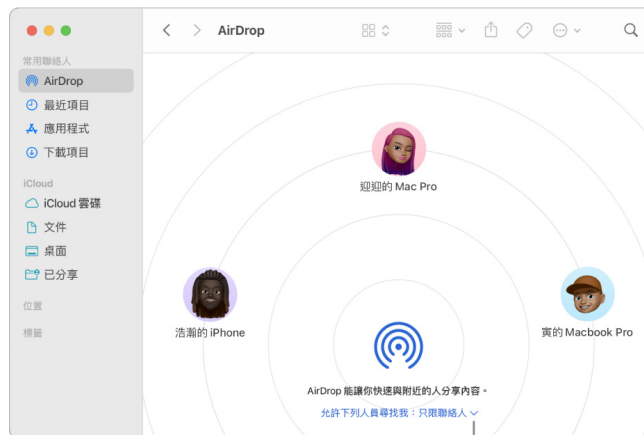 AirDrop
常用聯絡人
AirDrop
最近項目
應用程式
下載項目
iCloud
iCloud 雲碟
文件
桌面
已分享
位置
標籤
迎迎的 Mac Pro
浩瀚的 iPhone
寅的 Macbook Pro
AirDrop 能讓你快速與附近的人分享內容。
允許下列人員尋找我：只限聯絡人